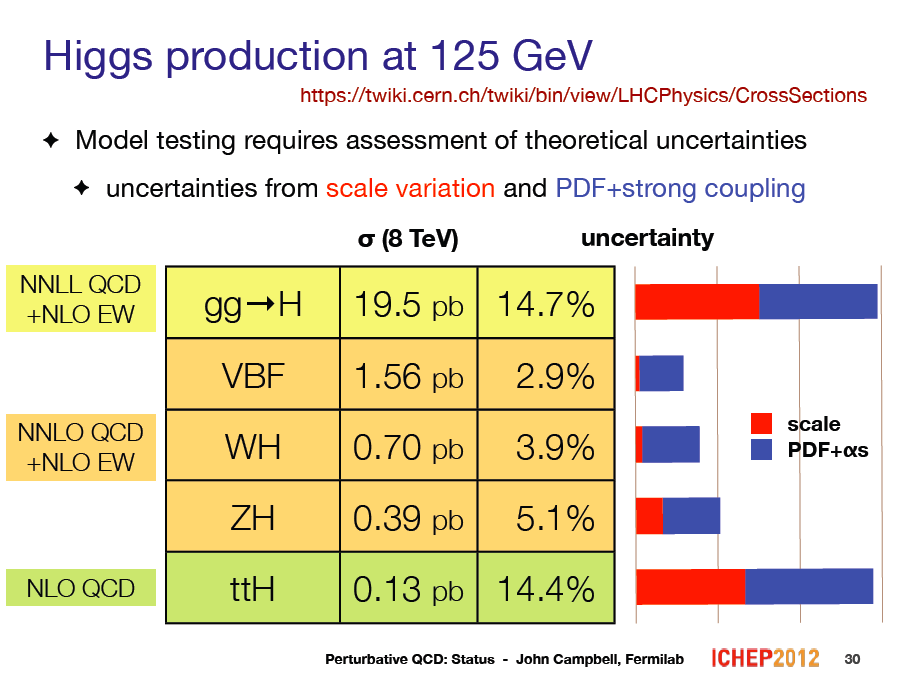 Higgs production at 125 GeV
https://twiki.cern.ch/twiki/bin/view/LHCPhysics/CrossSections
✦ Model testing requires assessment of theoretical uncertainties
✦ uncertainties from scale variation and PDF+strong coupling
σ (8 TeV) uncertainty
NNLL QCD
+NLO EW
gg→H 19.5 pb 14.7%
VBF 1.56 pb 2.9%
NNLO QCD
+NLO EW
WH 0.70 pb 3.9%
scale
PDF+αs
ZH 0.39 pb 5.1%
NLO QCD ttH 0.13 pb 14.4%
Perturbative QCD: Status - John Campbell, Fermilab ICHEP2012 30